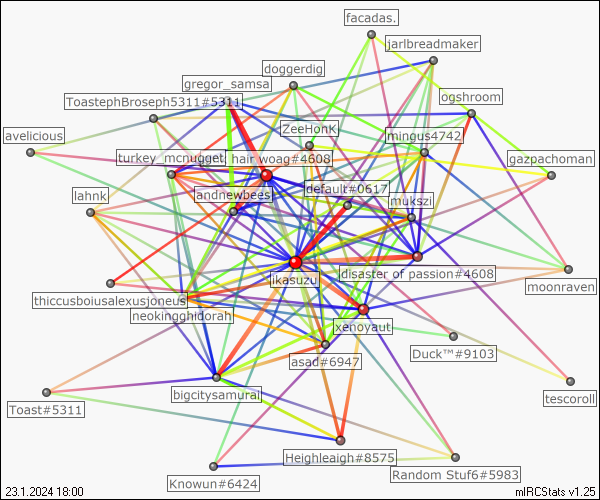 facadas.
jarlbreadmaker
doggerdig
gregor_samsa
ogshroom
ToastephBroseph5311#5311
ZeeHonK
mingus4742
avelicious
turkey_mcnugget
hair_woag#4608
gazpachoman
default#0617
lahnk
andnewbees
mukszi
likasuzu
disaster of passion#4608
moonraven
thiccusboiusalexusjoneus
neokingghidorah
xenoyaut
asad#6947
Duck™#9103
bigcitysamurai
tescoroll
Toast#5311
Heighleaigh#8575
Random Stuf6#5983
Knowun#6424
23.1.2024 18:00
mIRCStats v1.25